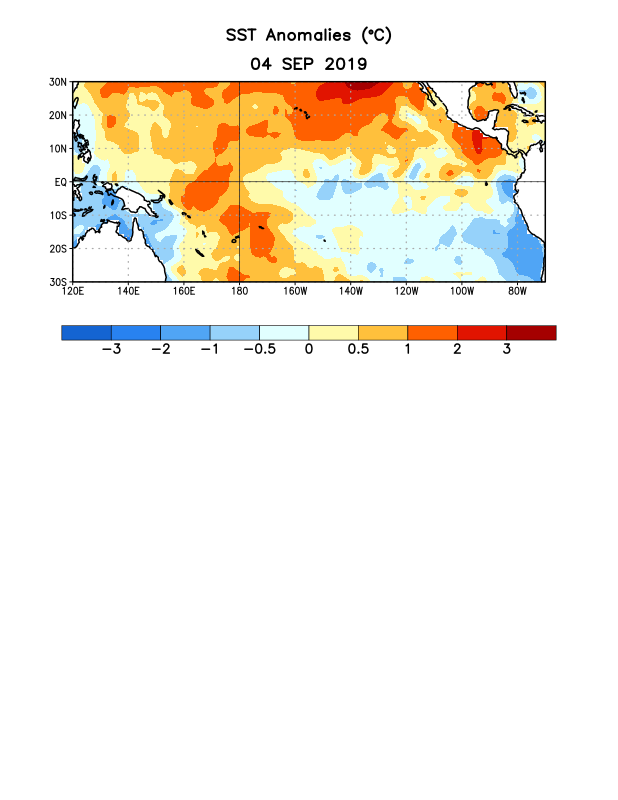 SST Anomalies (°C)
04 SEP 2019
30N
20N
10N
EQ
10S
20S
30S
120E 140E 160E 180 160W 140W 120W 100W 80W
−3 −2 −1 −0.5 0 0.5 1 2 3